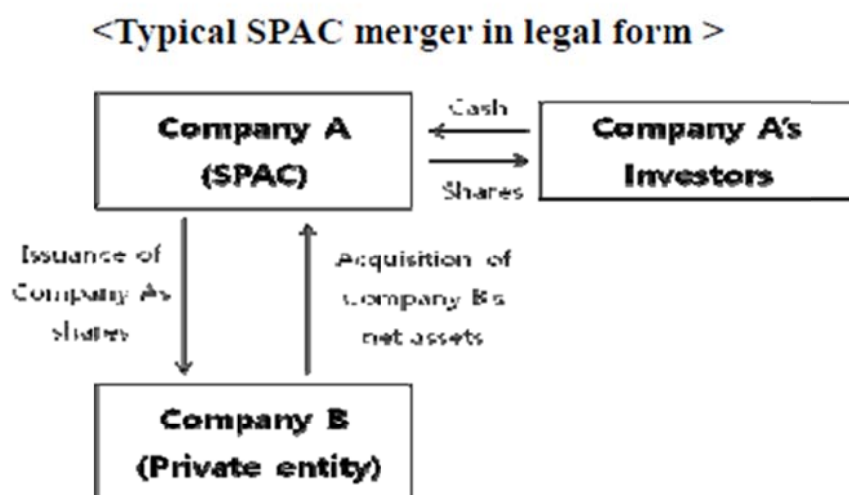 <Typical SPAC merger in legal form >
Company A
(SPAC)
Cash
Shares
Company A's
Investors
Issuance of
Company A's
shares
Acquisition of
Company B's
net assets
Company B
(Private entity)